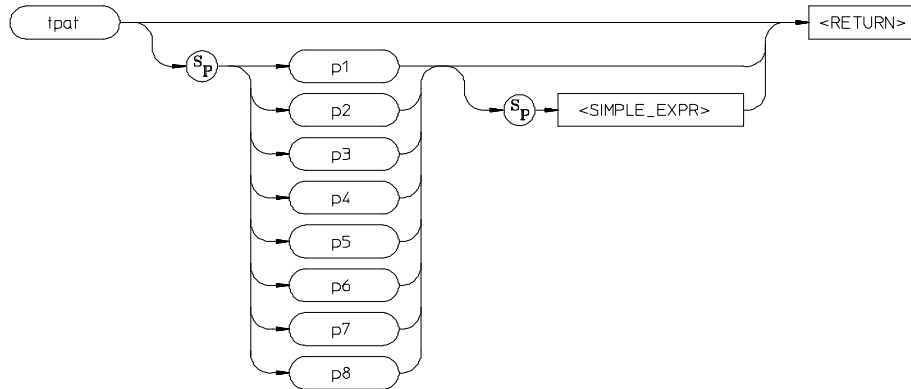 tpat
<RETURN>
SP
p1
p2
SP
<SIMPLE_EXPR>
p3
p4
p5
p6
p7
p8